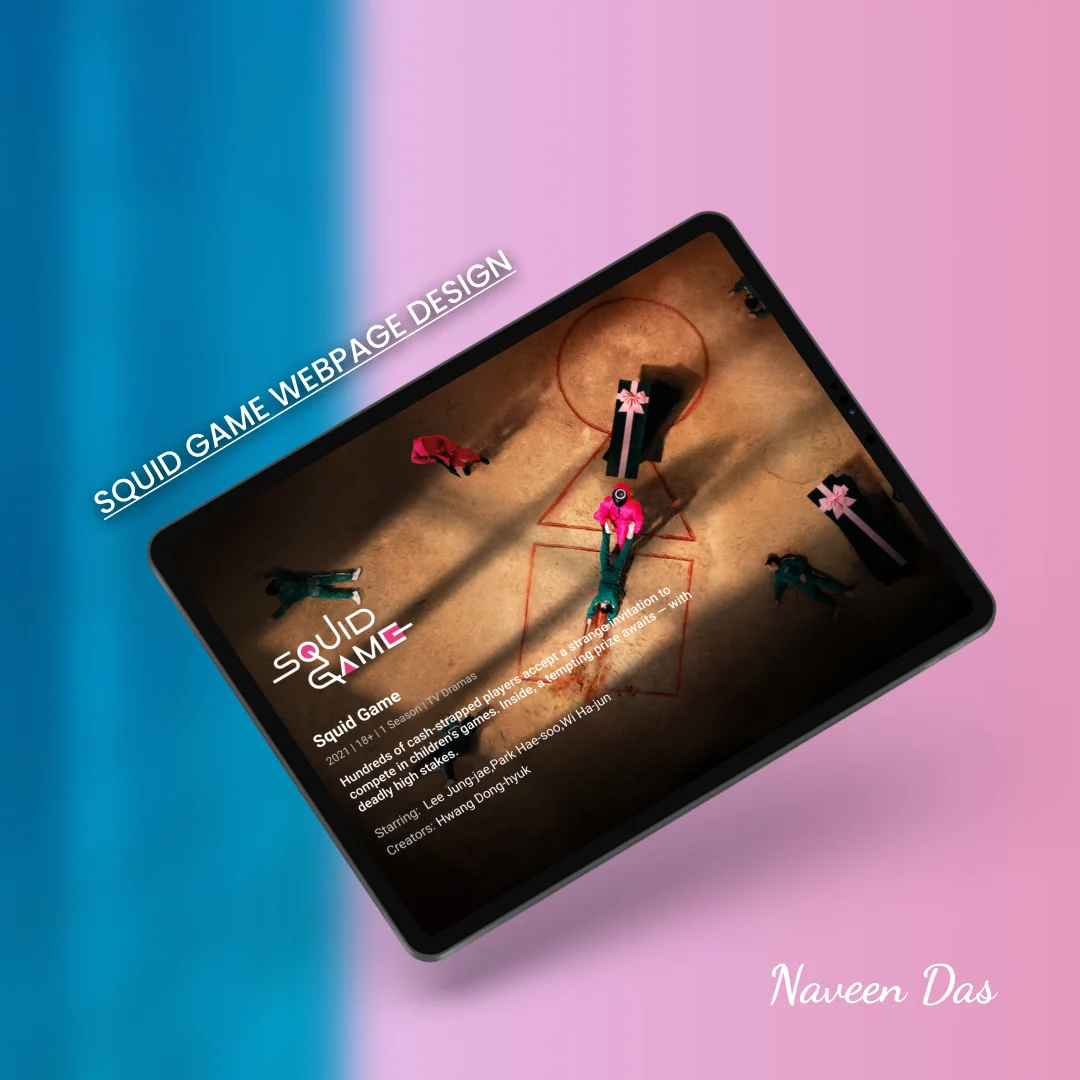 SQUID GAME WEBPAGE DESIGN
SQUID
GAME
Squid Game
2021 | 18+ | 1 Season | TV Dramas
Hundreds of cash-strapped players accept a strange invitation to
compete in children's games. Inside, a tempting prize awaits — with
deadly high stakes.
Starring: Lee Jung-jae,Park Hae-soo,Wi Ha-jun
Creators: Hwang Dong-hyuk
Naveen Das